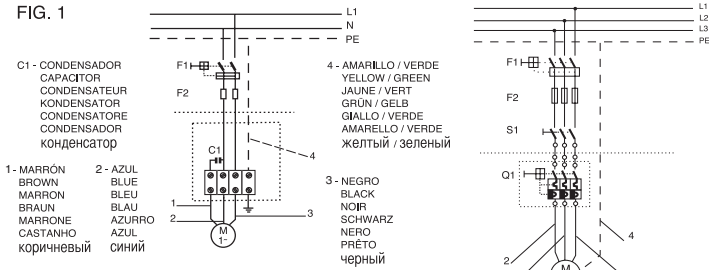 FIG. 1
C1 - CONDENSADOR
CAPACITOR
CONDENSATEUR
KONDENSATOR
CONDENSATORE
CONDENSADOR
конденсатор
1 - MARRÓN
BROWN
MARRON
BRAUN
MARRONE
CASTANHO
коричневый
2 - AZUL
BLUE
BLEU
BLAU
AZURRO
AZUL
синий
L1
N
PE
F1
F2
C1
4
1
2
3
M
1~
4 - AMARILLO / VERDE
YELLOW / GREEN
JAUNE / VERT
GRÜN / GELB
GIALLO / VERDE
AMARELLO / VERDE
желтый / зеленый
3 - NEGRO
BLACK
NOIR
SCHWARZ
NERO
PRÊTO
черный
L1
L2
L3
PE
F1
F2
S1
Q1
2
4
M